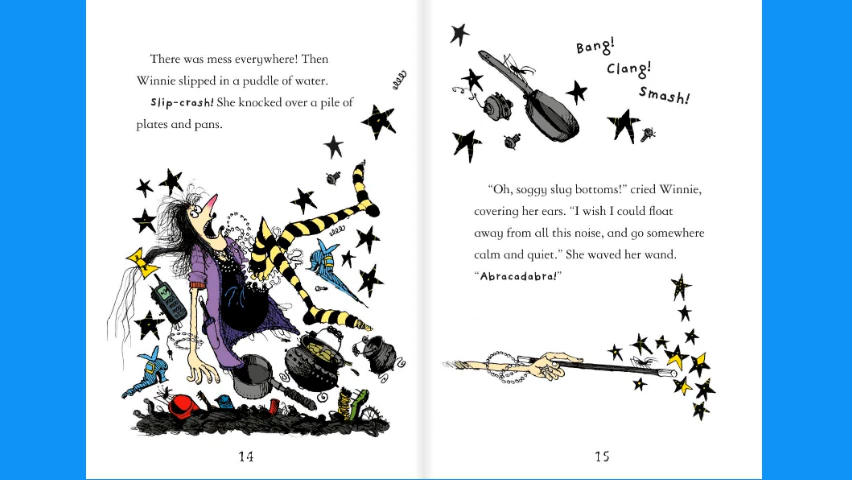 There was mess everywhere! Then
Winnie slipped in a puddle of water.
Slip-crash! She knocked over a pile of
plates and pans.
14
Bang!
Clang!
Smash!
“Oh, soggy slug bottoms!” cried Winnie,
covering her ears. “I wish I could float
away from all this noise, and go somewhere
calm and quiet.” She waved her wand.
“Abracadabra!”
15